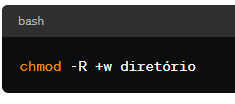 bash
chmod -R +w diretório